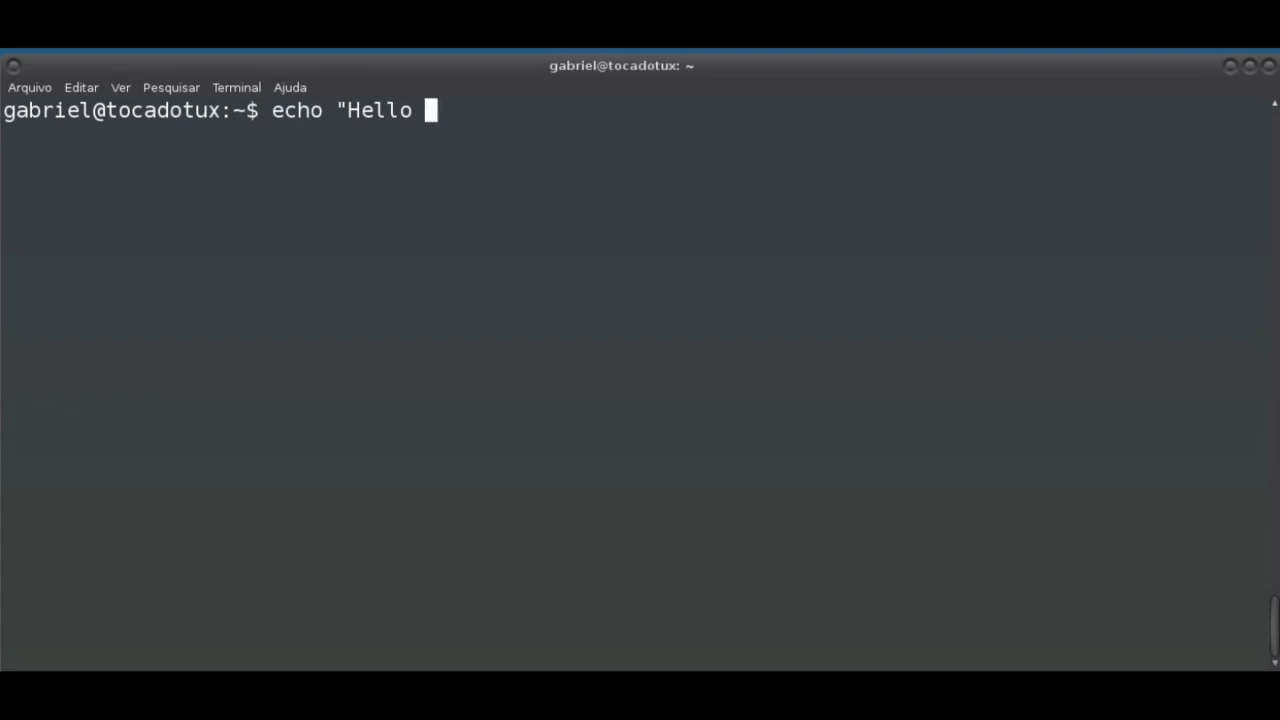 gabriel@tocadotux: ~
Arquivo Editar Ver Pesquisar Terminal Ajuda
gabriel@tocadotux:~$ echo "Hello